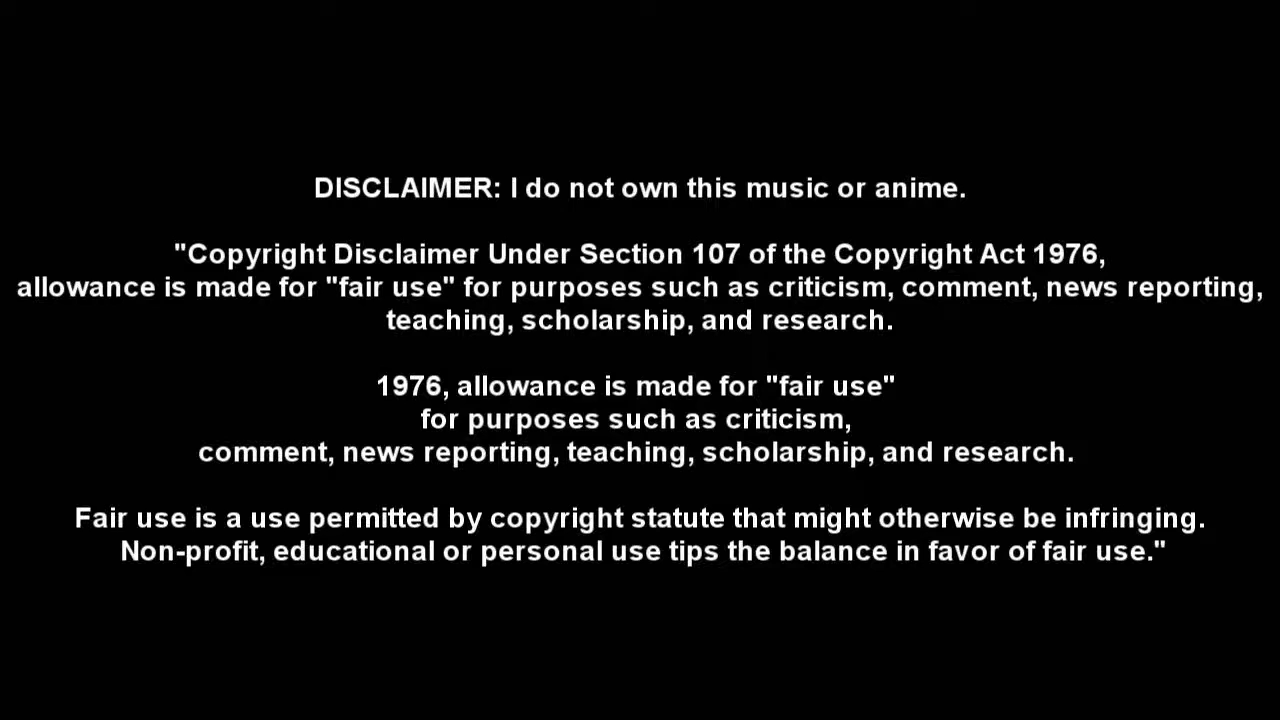 DISCLAIMER: I do not own this music or anime.
"Copyright Disclaimer Under Section 107 of the Copyright Act 1976,
allowance is made for "fair use" for purposes such as criticism, comment, news reporting,
teaching, scholarship, and research.
1976, allowance is made for "fair use"
for purposes such as criticism,
comment, news reporting, teaching, scholarship, and research.
Fair use is a use permitted by copyright statute that might otherwise be infringing.
Non-profit, educational or personal use tips the balance in favor of fair use."